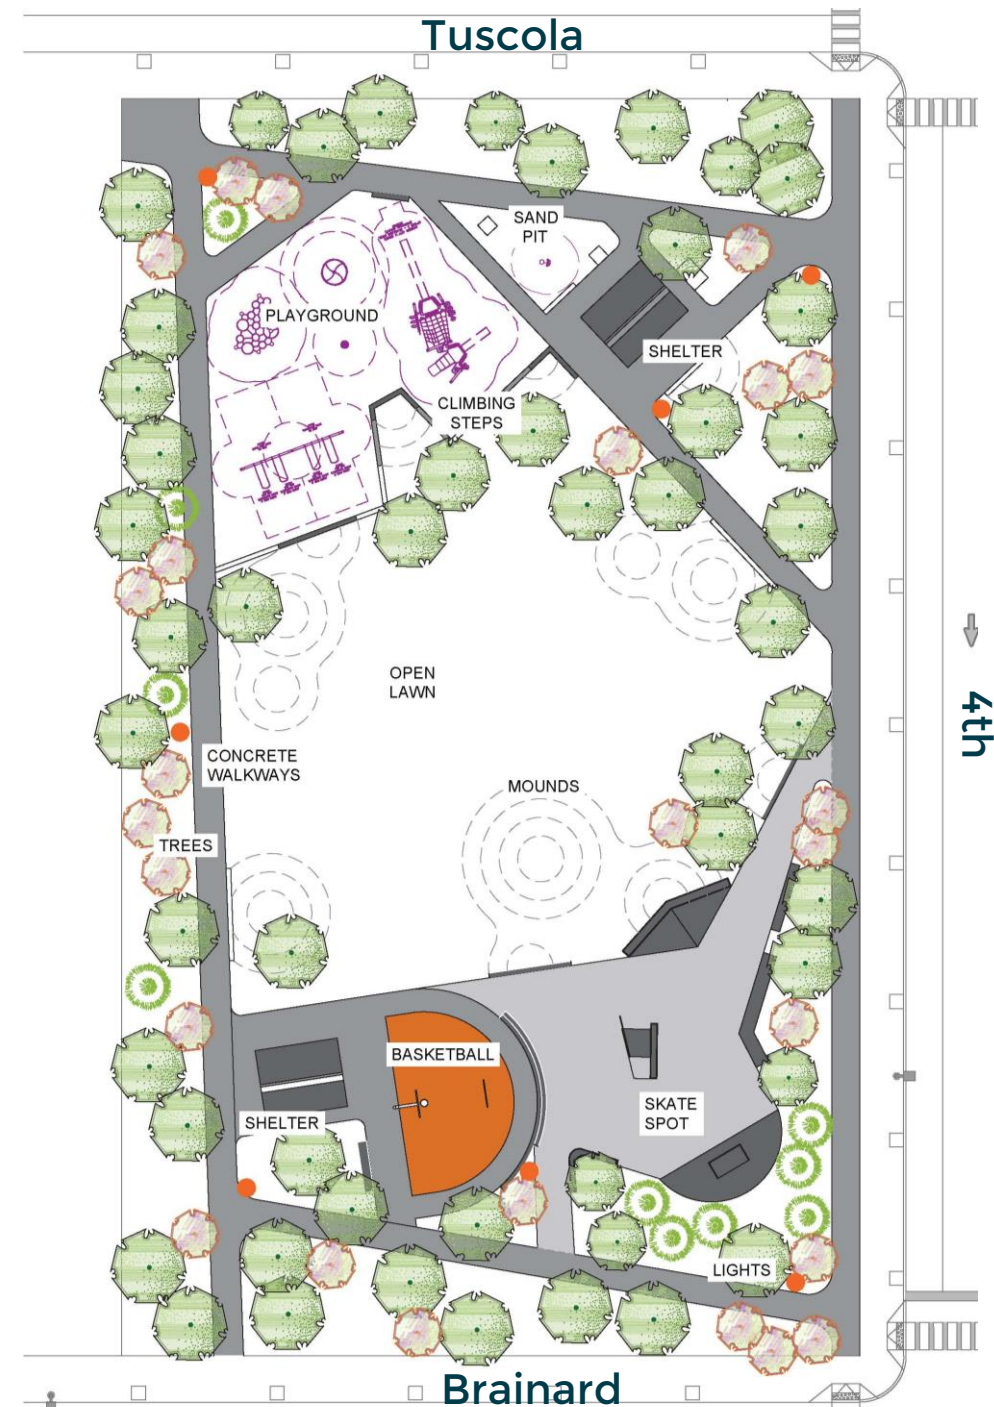 Tuscola
SAND
PIT
PLAYGROUND
SHELTER
CLIMBING
STEPS
OPEN
LAWN
4th
CONCRETE
WALKWAYS
MOUNDS
TREES
BASKETBALL
SKATE
SPOT
SHELTER
LIGHTS
Brainard